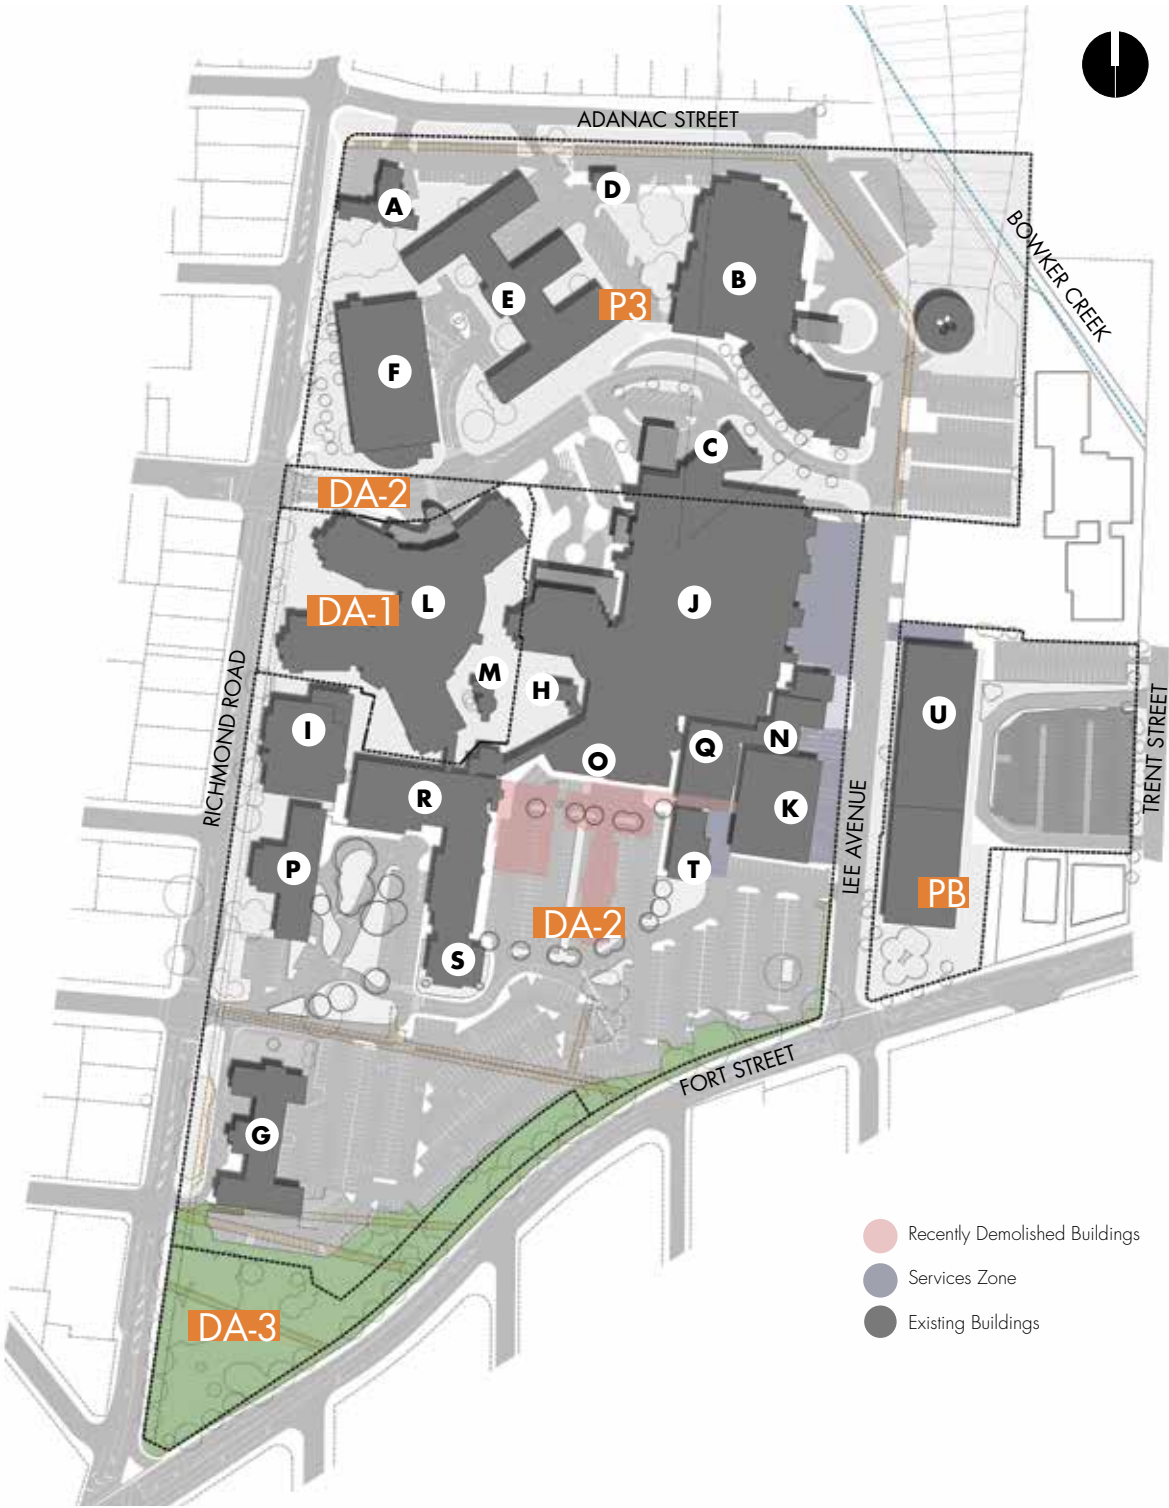 ADANAC STREET
D
A
BOWKER CREEK
B
E
P3
F
C
DA-2
L
J
DA-1
M
H
U
I
N
Q
O
RICHMOND ROAD
TRENT STREET
R
K
LEE AVENUE
P
T
PB
DA-2
S
FORT STREET
G
Recently Demolished Buildings
Services Zone
DA-3
Existing Buildings